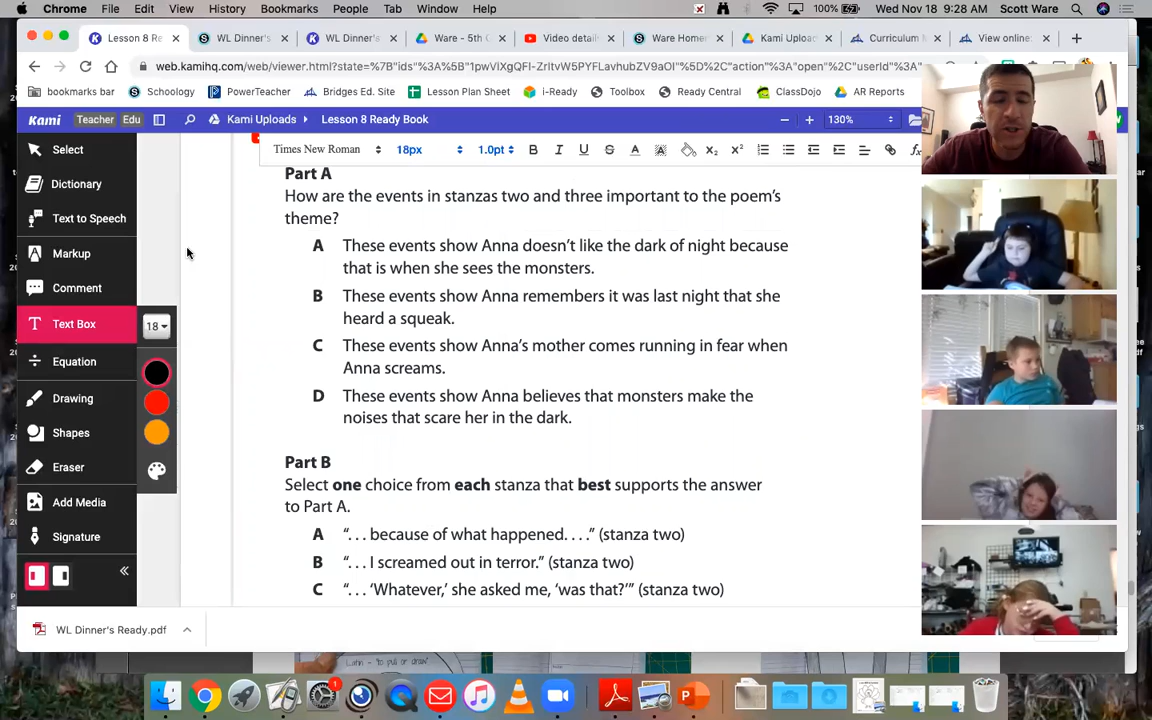 Chrome File Edit View History Bookmarks People Tab Window Help 100% Wed Nov 18 9:28 AM Scott Ware
Lesson 8 Re WL Dinner's WL Dinner's Ware - 5th C Video detai Ware Home Kami Upload Curriculum View online:
web.kamihq.com/web/viewer.html?state=%7B"ids"%3A%5B"1pwViXgQFI-ZrItvW5PYFLavhubZV9aOI"%5D%2C"action"%3A"open"%2C"userId"%3A
bookmarks bar Schoology PowerTeacher Bridges Ed. Site Lesson Plan Sheet i-Ready Toolbox Ready Central ClassDojo AR Reports
Kami Teacher Edu Kami Uploads Lesson 8 Ready Book 130%
Times New Roman 18px 1.0pt B I U S A A X₂ X²
Select
Dictionary
Text to Speech
Markup
Comment
Text Box
18
Equation
Drawing
Shapes
Eraser
Add Media
Signature
Part A
How are the events in stanzas two and three important to the poem's
theme?
A These events show Anna doesn't like the dark of night because
that is when she sees the monsters.
B These events show Anna remembers it was last night that she
heard a squeak.
C These events show Anna's mother comes running in fear when
Anna screams.
D These events show Anna believes that monsters make the
noises that scare her in the dark.
Part B
Select one choice from each stanza that best supports the answer
to Part A.
A ". . . because of what happened. . . ." (stanza two)
B ". . . I screamed out in terror." (stanza two)
C ". . . 'Whatever,' she asked me, 'was that?'" (stanza two)
WL Dinner's Ready.pdf